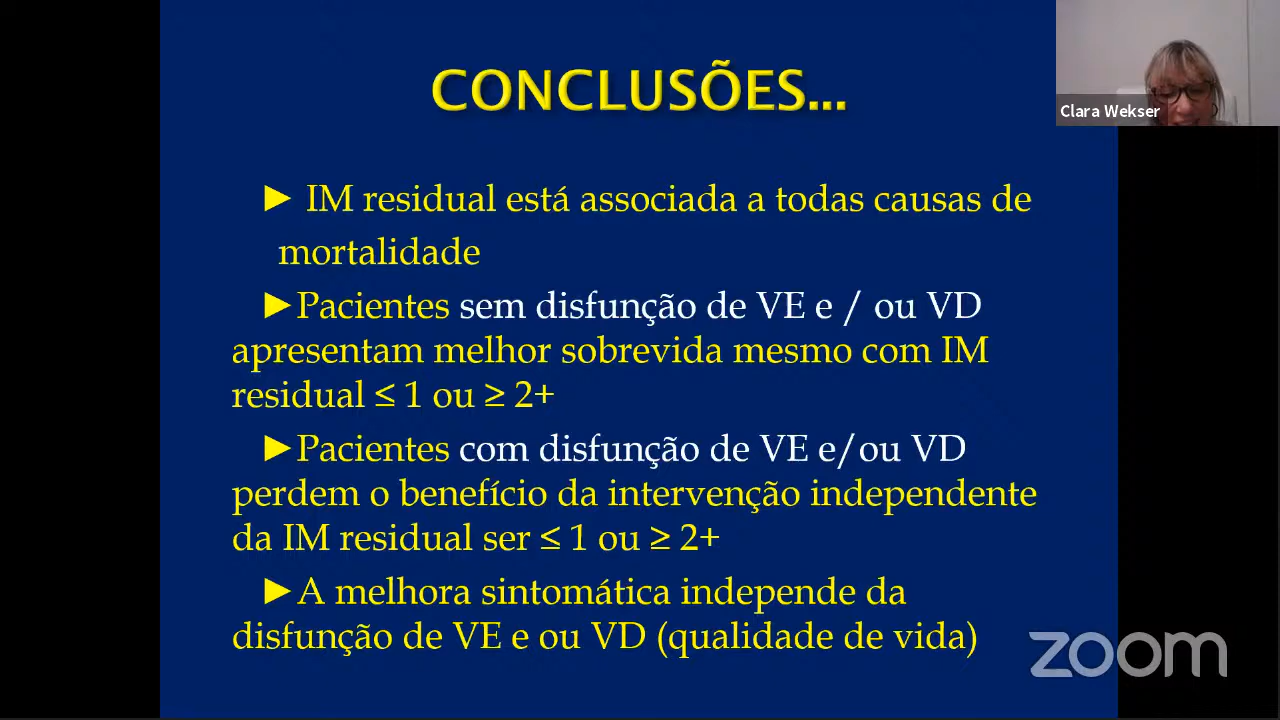 CONCLUSÕES...
Clara Wekser
► IM residual está associada a todas causas de
mortalidade
►Pacientes sem disfunção de VE e / ou VD
apresentam melhor sobrevida mesmo com IM
residual ≤ 1 ou ≥ 2+
►Pacientes com disfunção de VE e/ou VD
perdem o benefício da intervenção independente
da IM residual ser ≤ 1 ou ≥ 2+
►A melhora sintomática independe da
disfunção de VE e ou VD (qualidade de vida)
zoom